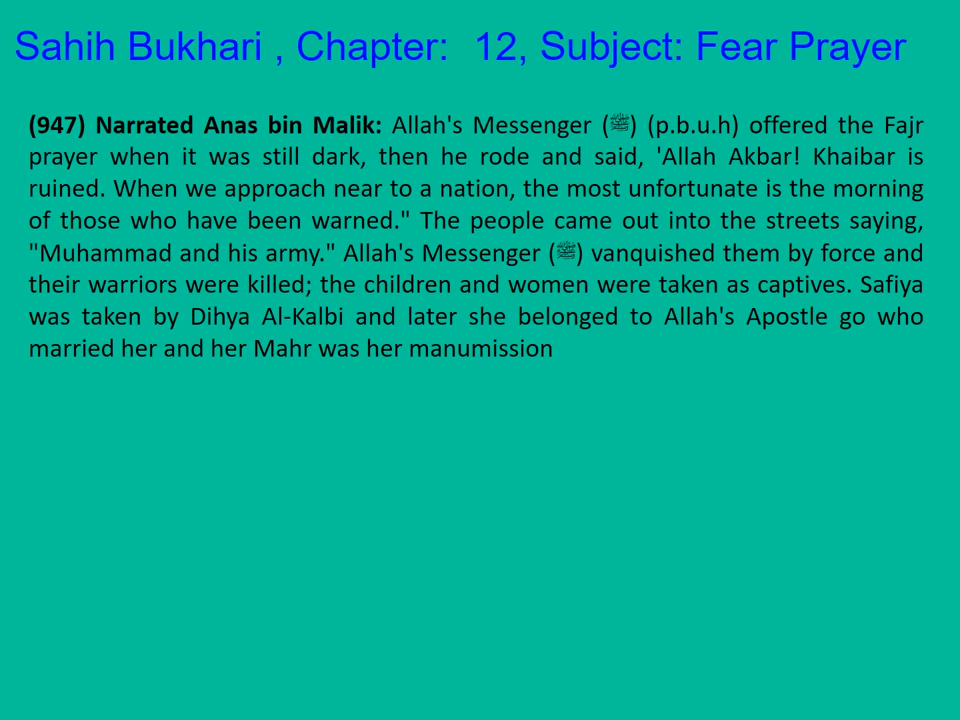 Sahih Bukhari , Chapter:  12, Subject: Fear Prayer
(947) Narrated Anas bin Malik: Allah's Messenger (ﷺ) (p.b.u.h) offered the Fajr
prayer when it was still dark, then he rode and said, 'Allah Akbar! Khaibar is
ruined. When we approach near to a nation, the most unfortunate is the morning
of those who have been warned." The people came out into the streets saying,
"Muhammad and his army." Allah's Messenger (ﷺ) vanquished them by force and
their warriors were killed; the children and women were taken as captives. Safiya
was taken by Dihya Al-Kalbi and later she belonged to Allah's Apostle go who
married her and her Mahr was her manumission